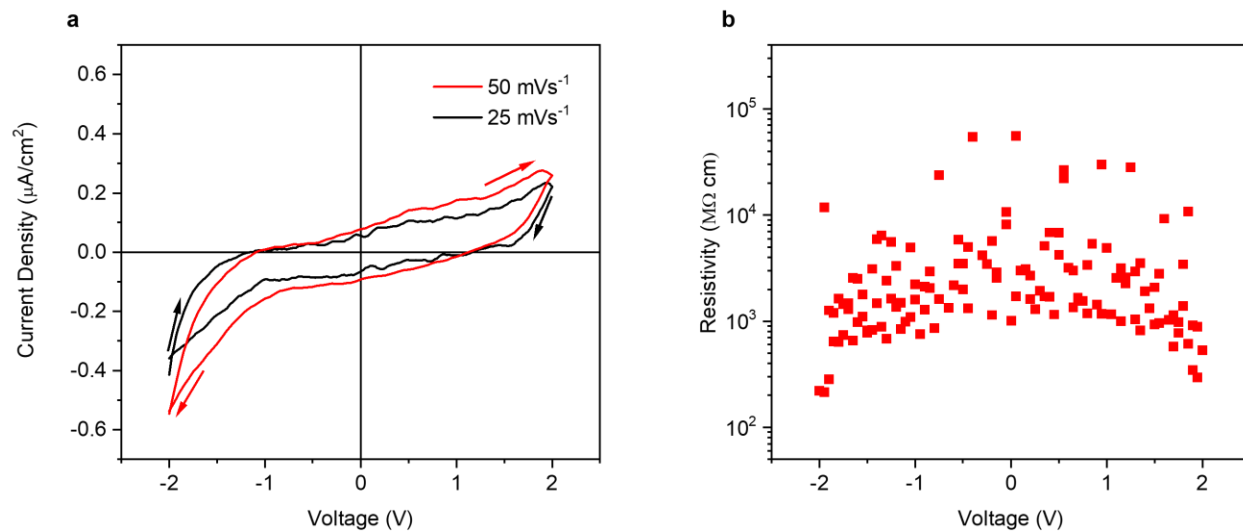 a
0.6
0.4
0.2
0.0
-0.2
-0.4
-0.6
Current Density (μA/cm²)
50 mVs⁻¹
25 mVs⁻¹
-2 -1 0 1 2
Voltage (V)
b
10⁵
10⁴
10³
10²
Resistivity (MΩ cm)
-2 -1 0 1 2
Voltage (V)